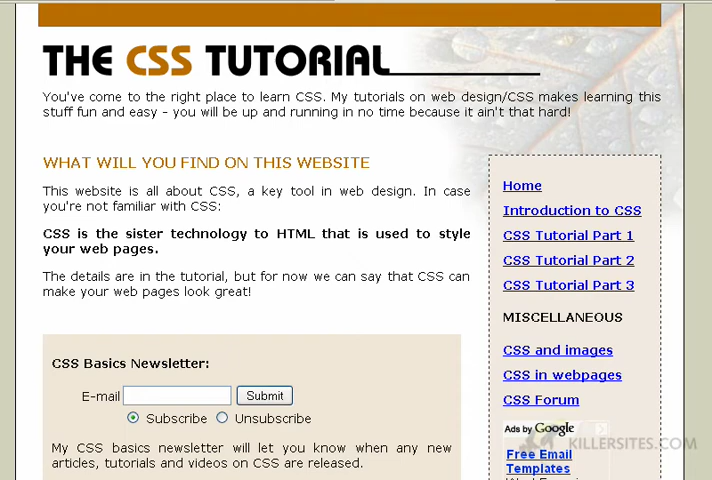 THE CSS TUTORIAL
You've come to the right place to learn CSS. My tutorials on web design/CSS makes learning this
stuff fun and easy - you will be up and running in no time because it ain't that hard!
WHAT WILL YOU FIND ON THIS WEBSITE
This website is all about CSS, a key tool in web design. In case
you're not familiar with CSS:
CSS is the sister technology to HTML that is used to style
your web pages.
The details are in the tutorial, but for now we can say that CSS can
make your web pages look great!
CSS Basics Newsletter:
E-mail Submit
Subscribe Unsubscribe
My CSS basics newsletter will let you know when any new
articles, tutorials and videos on CSS are released.
Home
Introduction to CSS
CSS Tutorial Part 1
CSS Tutorial Part 2
CSS Tutorial Part 3
MISCELLANEOUS
CSS and images
CSS in webpages
CSS Forum
Ads by Google
KILLERSITES.COM
Free Email
Templates